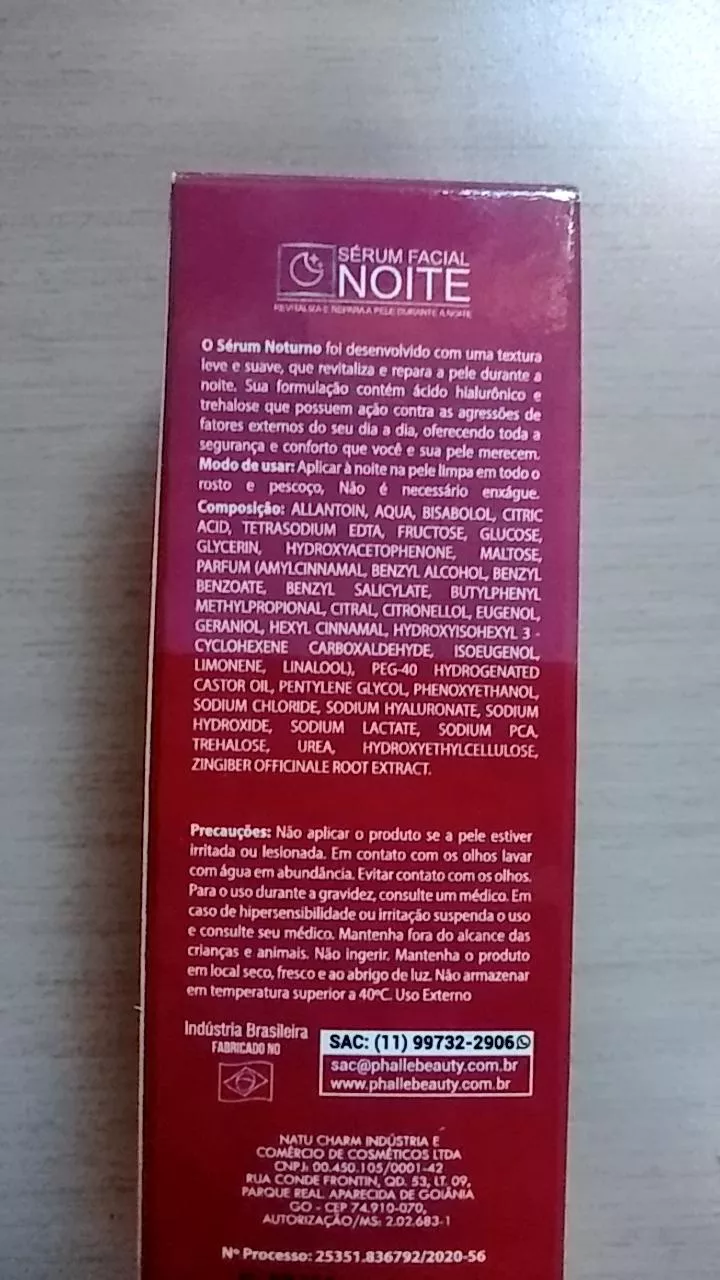 SÉRUM FACIAL
NOITE
REVITALIZA E REPARA A PELE DURANTE A NOITE
O Sérum Noturno foi desenvolvido com uma textura
leve e suave, que revitaliza e repara a pele durante a
noite. Sua formulação contém ácido hialurônico e
trehalose que possuem ação contra as agressões de
fatores externos do seu dia a dia, oferecendo toda a
segurança e conforto que você e sua pele merecem.
Modo de usar: Aplicar à noite na pele limpa em todo o
rosto e pescoço, Não é necessário enxágue.
Composição: ALLANTOIN, AQUA, BISABOLOL, CITRIC
ACID, TETRASODIUM EDTA, FRUCTOSE, GLUCOSE,
GLYCERIN, HYDROXYACETOPHENONE, MALTOSE,
PARFUM (AMYLCINNAMAL, BENZYL ALCOHOL, BENZYL
BENZOATE, BENZYL SALICYLATE, BUTYLPHENYL
METHYLPROPIONAL, CITRAL, CITRONELLOL, EUGENOL,
GERANIOL, HEXYL CINNAMAL, HYDROXYISOHEXYL 3 -
CYCLOHEXENE CARBOXALDEHYDE, ISOEUGENOL,
LIMONENE, LINALOOL), PEG-40 HYDROGENATED
CASTOR OIL, PENTYLENE GLYCOL, PHENOXYETHANOL,
SODIUM CHLORIDE, SODIUM HYALURONATE, SODIUM
HYDROXIDE, SODIUM LACTATE, SODIUM PCA,
TREHALOSE, UREA, HYDROXYETHYLCELLULOSE,
ZINGIBER OFFICINALE ROOT EXTRACT.
Precauções: Não aplicar o produto se a pele estiver
irritada ou lesionada. Em contato com os olhos lavar
com água em abundância. Evitar contato com os olhos.
Para o uso durante a gravidez, consulte um médico. Em
caso de hipersensibilidade ou irritação suspenda o uso
e consulte seu médico. Mantenha fora do alcance das
crianças e animais. Não ingerir. Mantenha o produto
em local seco, fresco e ao abrigo de luz. Não armazenar
em temperatura superior a 40ºC. Uso Externo
Indústria Brasileira
FABRICADO NO
SAC: (11) 99732-2906
sac@phallebeauty.com.br
www.phallebeauty.com.br
NATU CHARM INDÚSTRIA E
COMÉRCIO DE COSMÉTICOS LTDA
CNPJ: 00.450.105/0001-42
RUA CONDE FRONTIN, QD. 53, LT. 09,
PARQUE REAL. APARECIDA DE GOIÂNIA
GO - CEP 74.910-070,
AUTORIZAÇÃO/MS: 2.02.683-1
Nº Processo: 25351.836792/2020-56